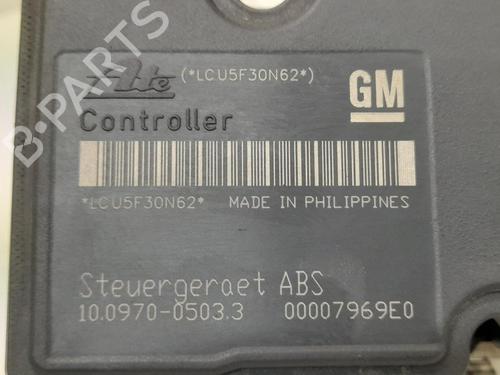 Ate (*LCU5F30N62*) GM
Controller
*LCU5F30N62* MADE IN PHILIPPINES
Steuergeraet ABS
10.0970-0503.3 00007969E0
B-PARTS